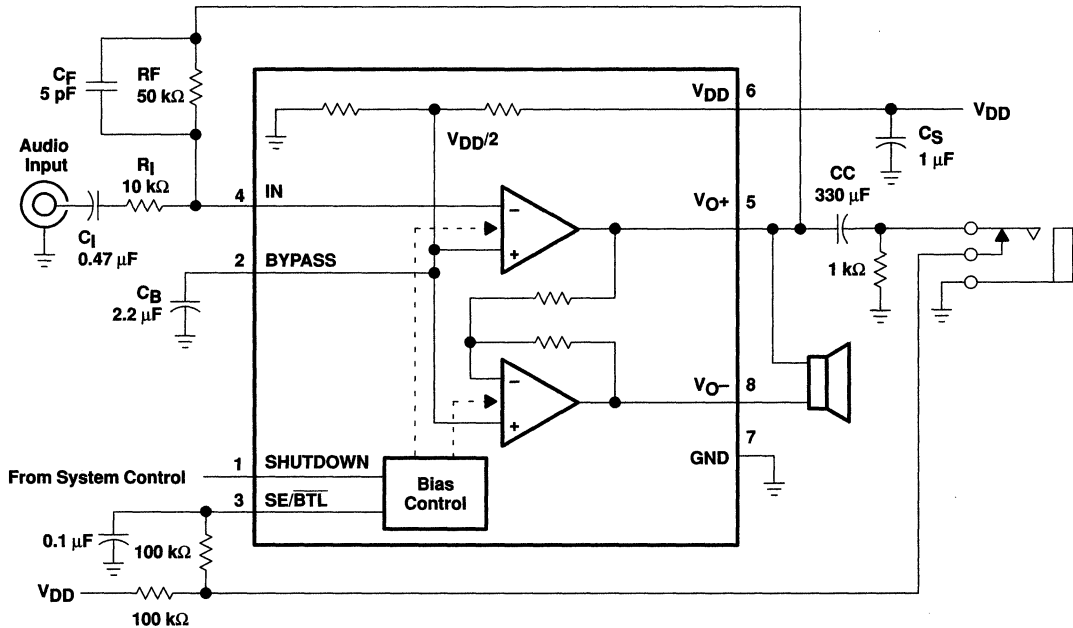 CF
5 pF
RF
50 kΩ
VDD
6
VDD
VDD/2
CS
1 µF
Audio
Input
RI
10 kΩ
CC
330 µF
4
IN
VO+
5
−
+
CI
0.47 µF
2
BYPASS
1 kΩ
CB
2.2 µF
−
+
VO−
8
7
GND
From System Control
1
SHUTDOWN
Bias
Control
3
SE/BTL
0.1 µF
100 kΩ
VDD
100 kΩ